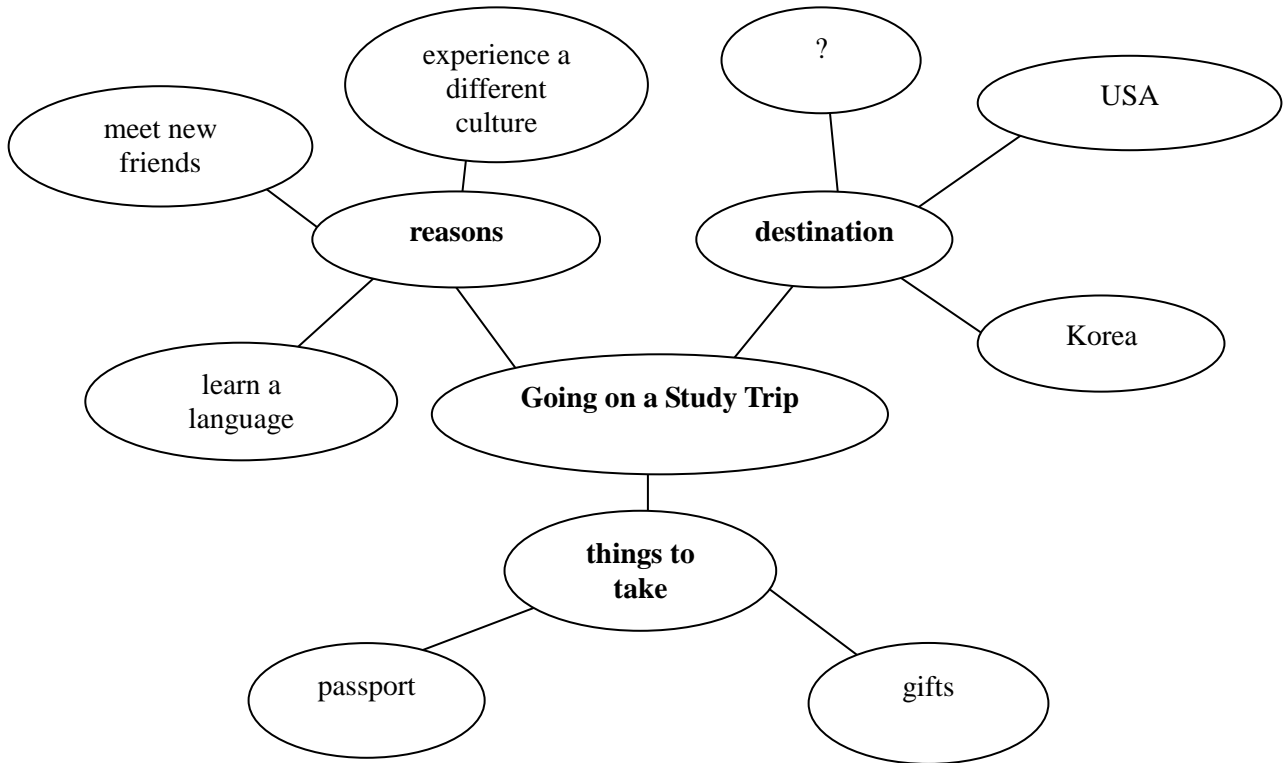 experience a
different
culture
?
USA
meet new
friends
reasons
destination
Korea
learn a
language
Going on a Study Trip
things to
take
passport
gifts